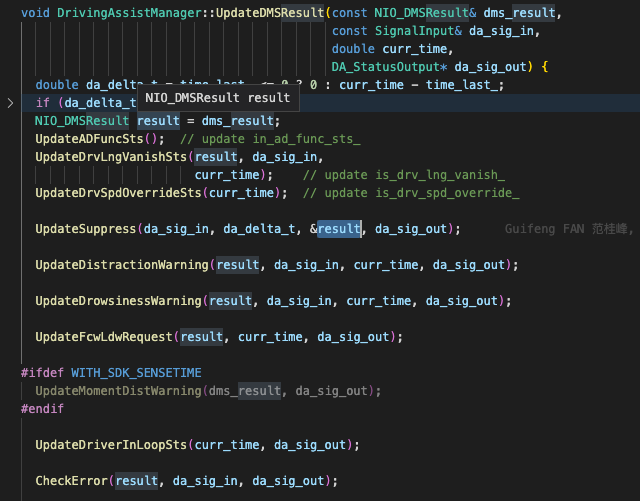 void DrivingAssistManager::UpdateDMSResult(const NIO_DMSResult& dms_result,
const SignalInput& da_sig_in,
double curr_time,
DA_StatusOutput* da_sig_out) {
double da_delta_t = time_last_ <= 0 ? 0 : curr_time - time_last_;
if (da_delta_t
NIO_DMSResult result
NIO_DMSResult result = dms_result;
UpdateADFuncSts(); // update in_ad_func_sts_
UpdateDrvLngVanishSts(result, da_sig_in,
curr_time); // update is_drv_lng_vanish_
UpdateDrvSpdOverrideSts(curr_time); // update is_drv_spd_override_
UpdateSuppress(da_sig_in, da_delta_t, &result, da_sig_out); Guifeng FAN 范桂峰,
UpdateDistractionWarning(result, da_sig_in, curr_time, da_sig_out);
UpdateDrowsinessWarning(result, da_sig_in, curr_time, da_sig_out);
UpdateFcwLdwRequest(result, curr_time, da_sig_out);
#ifdef WITH_SDK_SENSETIME
UpdateMomentDistWarning(dms_result, da_sig_out);
#endif
UpdateDriverInLoopSts(curr_time, da_sig_out);
CheckError(result, da_sig_in, da_sig_out);